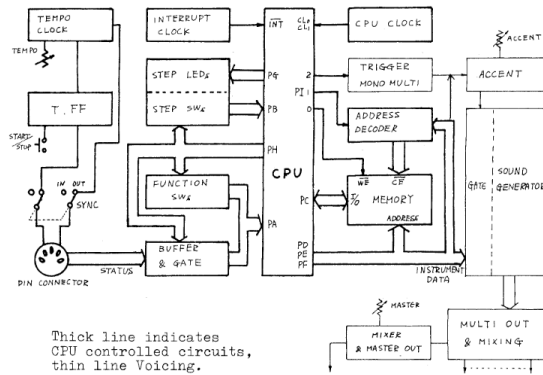 TEMPO
CLOCK
TEMPO
T. FF
START/
STOP
IN OUT
SYNC
DIN CONNECTOR
STATUS
INTERRUPT
CLOCK
STEP LEDs
STEP SWs
FUNCTION
SWs
BUFFER
& GATE
INT
CL0
CL1
PG
PB
PH
PA
CPU
2
PI 1
0
PC
PD
PE
PF
CPU CLOCK
TRIGGER
MONO MULTI
ADDRESS
DECODER
WE CE
I/O MEMORY
ADDRESS
ACCENT
ACCENT
GATE
SOUND
GENERATOR
INSTRUMENT
DATA
MASTER
MIXER
& MASTER OUT
MULTI OUT
& MIXING
Thick line indicates
CPU controlled circuits,
thin line Voicing.